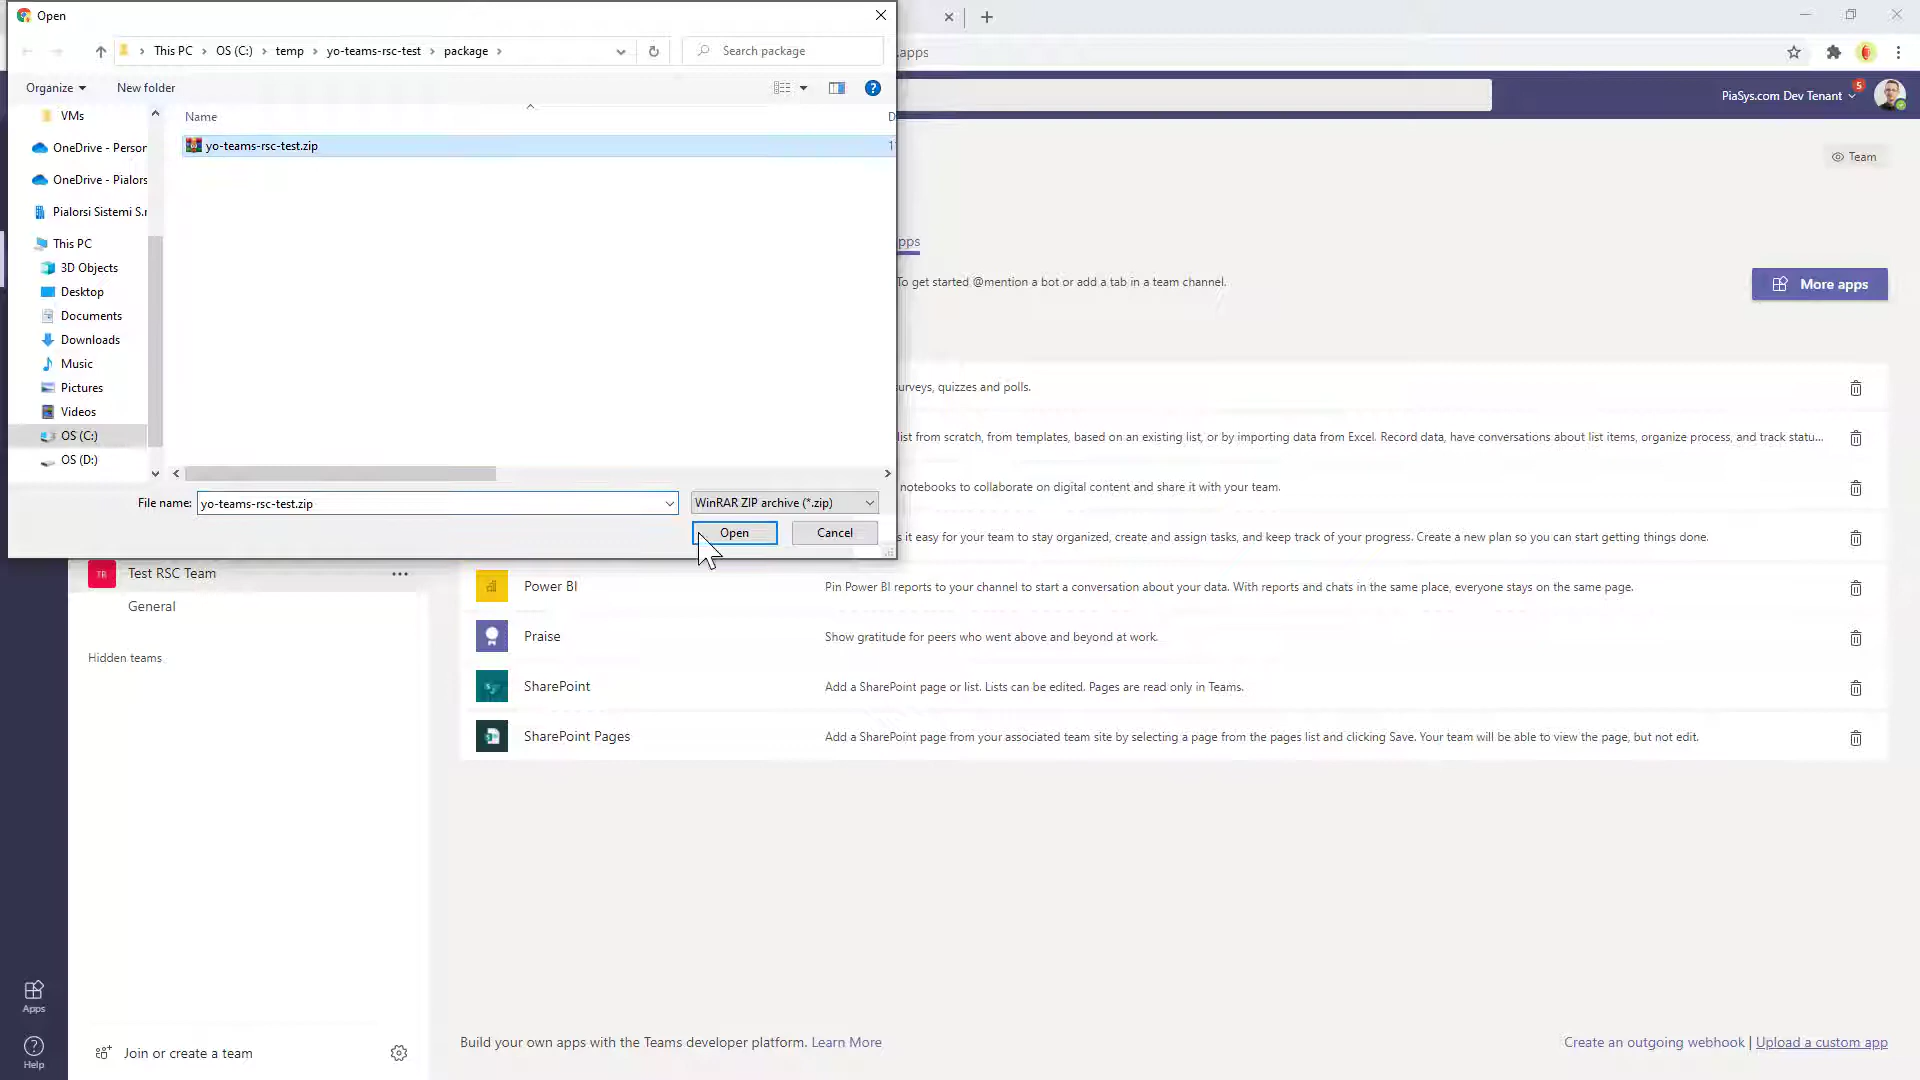 Open
This PC > OS (C:) > temp > yo-teams-rsc-test > package >
Search package
.apps
Organize
New folder
PiaSys.com Dev Tenant
5
VMs
Name
D
OneDrive - Person
yo-teams-rsc-test.zip
OneDrive - Pialors
Team
Pialorsi Sistemi S.r
This PC
pps
3D Objects
To get started @mention a bot or add a tab in a team channel.
More apps
Desktop
Documents
Downloads
Music
Pictures
urveys, quizzes and polls.
Videos
OS (C:)
list from scratch, from templates, based on an existing list, or by importing data from Excel. Record data, have conversations about list items, organize process, and track statu...
OS (D:)
notebooks to collaborate on digital content and share it with your team.
File name:
yo-teams-rsc-test.zip
WinRAR ZIP archive (*.zip)
Open
Cancel
s it easy for your team to stay organized, create and assign tasks, and keep track of your progress. Create a new plan so you can start getting things done.
TR
Test RSC Team
...
General
Hidden teams
Power BI
Pin Power BI reports to your channel to start a conversation about your data. With reports and chats in the same place, everyone stays on the same page.
Praise
Show gratitude for peers who went above and beyond at work.
SharePoint
Add a SharePoint page or list. Lists can be edited. Pages are read only in Teams.
SharePoint Pages
Add a SharePoint page from your associated team site by selecting a page from the pages list and clicking Save. Your team will be able to view the page, but not edit.
Apps
Help
Join or create a team
Build your own apps with the Teams developer platform. Learn More
Create an outgoing webhook | Upload a custom app